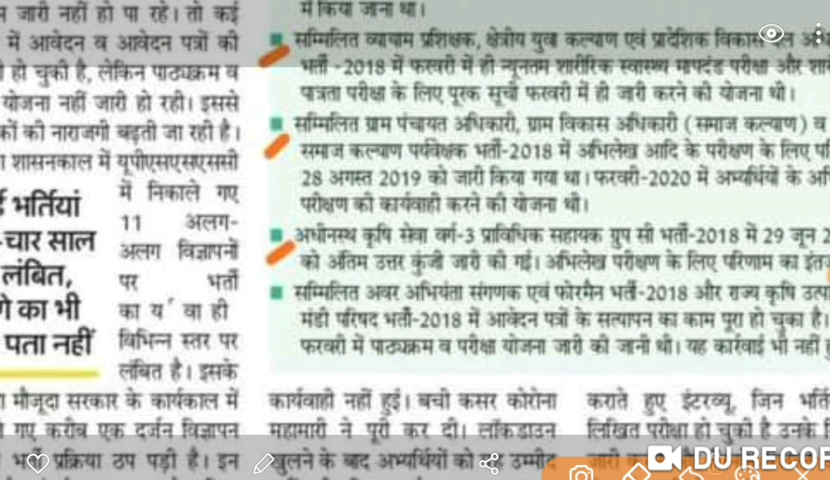 जारी नहीं हो पा रहे। तो कई
में आवेदन व आवेदन पत्रों की
हो चुकी है, लेकिन पाठ्यक्रम व
योजना नहीं जारी हो रही। इससे
की नाराजगी बढ़ती जा रही है।
शासनकाल में यूपीएसएसएससी
में निकाले गए
11 अलग-
अलग विज्ञापनों
पर भर्ती
का वा ही
विभिन्न स्तर पर
लंबित है। इसके
भर्तियां
चार साल
लंबित,
का भी
पता नहीं
मौजूदा सरकार के कार्यकाल में
गए करीब एक दर्जन विज्ञापन
भर्ती प्रक्रिया ठप पड़ी है। इन
में किया जाना था।
सम्मिलित व्यायाम प्रशिक्षक, क्षेत्रीय युवा कल्याण एवं प्रादेशिक विकास
भर्ती -2018 में फरवरी में ही न्यूनतम शारीरिक स्वास्थ्य मापदंड परीक्षा और
पात्रता परीक्षा के लिए पूरक सूची फरवरी में ही जारी करने की योजना थी।
सम्मिलित ग्राम पंचायत अधिकारी, ग्राम विकास अधिकारी (समाज कल्याण) व
समाज कल्याण पर्यवेक्षक भर्ती-2018 में अभिलेख आदि के परीक्षण के लिए
28 अगस्त 2019 को जारी किया गया था। फरवरी-2020 में अभ्यर्थियों के
परीक्षण की कार्यवाही करने की योजना थी।
अधीनस्थ कृषि सेवा वर्ग-3 प्राविधिक सहायक ग्रुप सी भर्ती-2018 में 29 जून
को अंतिम उत्तर कुंजी जारी की गई। अभिलेख परीक्षण के लिए परिणाम का
सम्मिलित अवर अभियंता संगणक एवं फोरमैन भर्ती-2018 और राज्य कृषि
मंडी परिषद भर्ती-2018 में आवेदन पत्रों के सत्यापन का काम पूरा हो चुका है।
फरवरी में पाठ्यक्रम व परीक्षा योजना जारी की जानी थी। यह कार्रवाई भी नहीं
कार्यवाही नहीं हुई। बची कसर कोरोना
महामारी ने पूरी कर दी। लॉकडाउन
खुलने के बाद अभ्यर्थियों को उम्मीद
कराते हुए इंटरव्यू, जिन
लिखित परीक्षा हो चुकी है उनके
जारी
DU RECOR